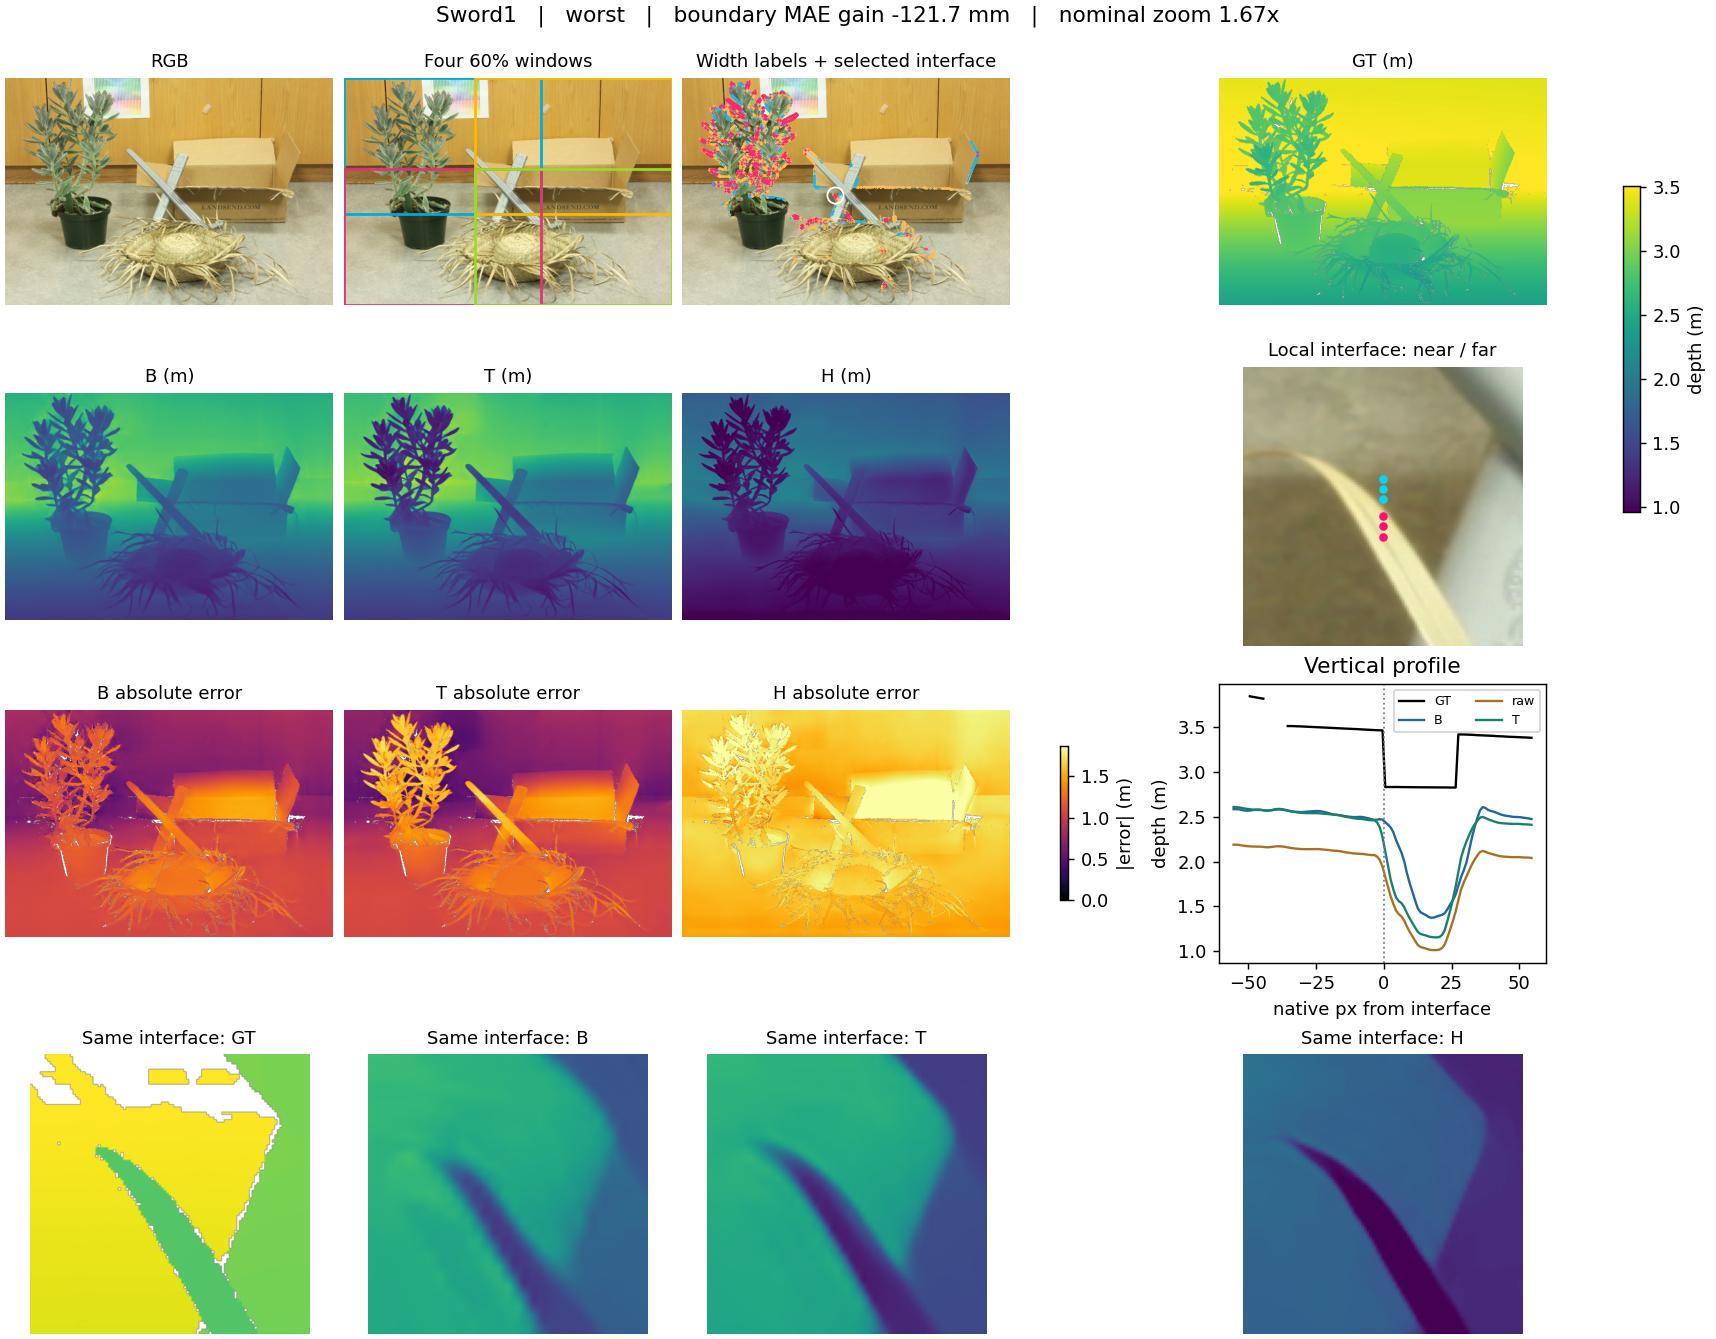 Sword1 | worst | boundary MAE gain -121.7 mm | nominal zoom 1.67x
RGB
Four 60% windows
Width labels + selected interface
GT (m)
LANDSEND.COM
3.5
3.0
2.5
2.0
1.5
1.0
depth (m)
B (m)
T (m)
H (m)
Local interface: near / far
B absolute error
T absolute error
H absolute error
1.5
1.0
0.5
0.0
|error| (m)
Vertical profile
GT
B
raw
T
3.5
3.0
2.5
2.0
1.5
1.0
depth (m)
−50
−25
0
25
50
native px from interface
Same interface: GT
Same interface: B
Same interface: T
Same interface: H